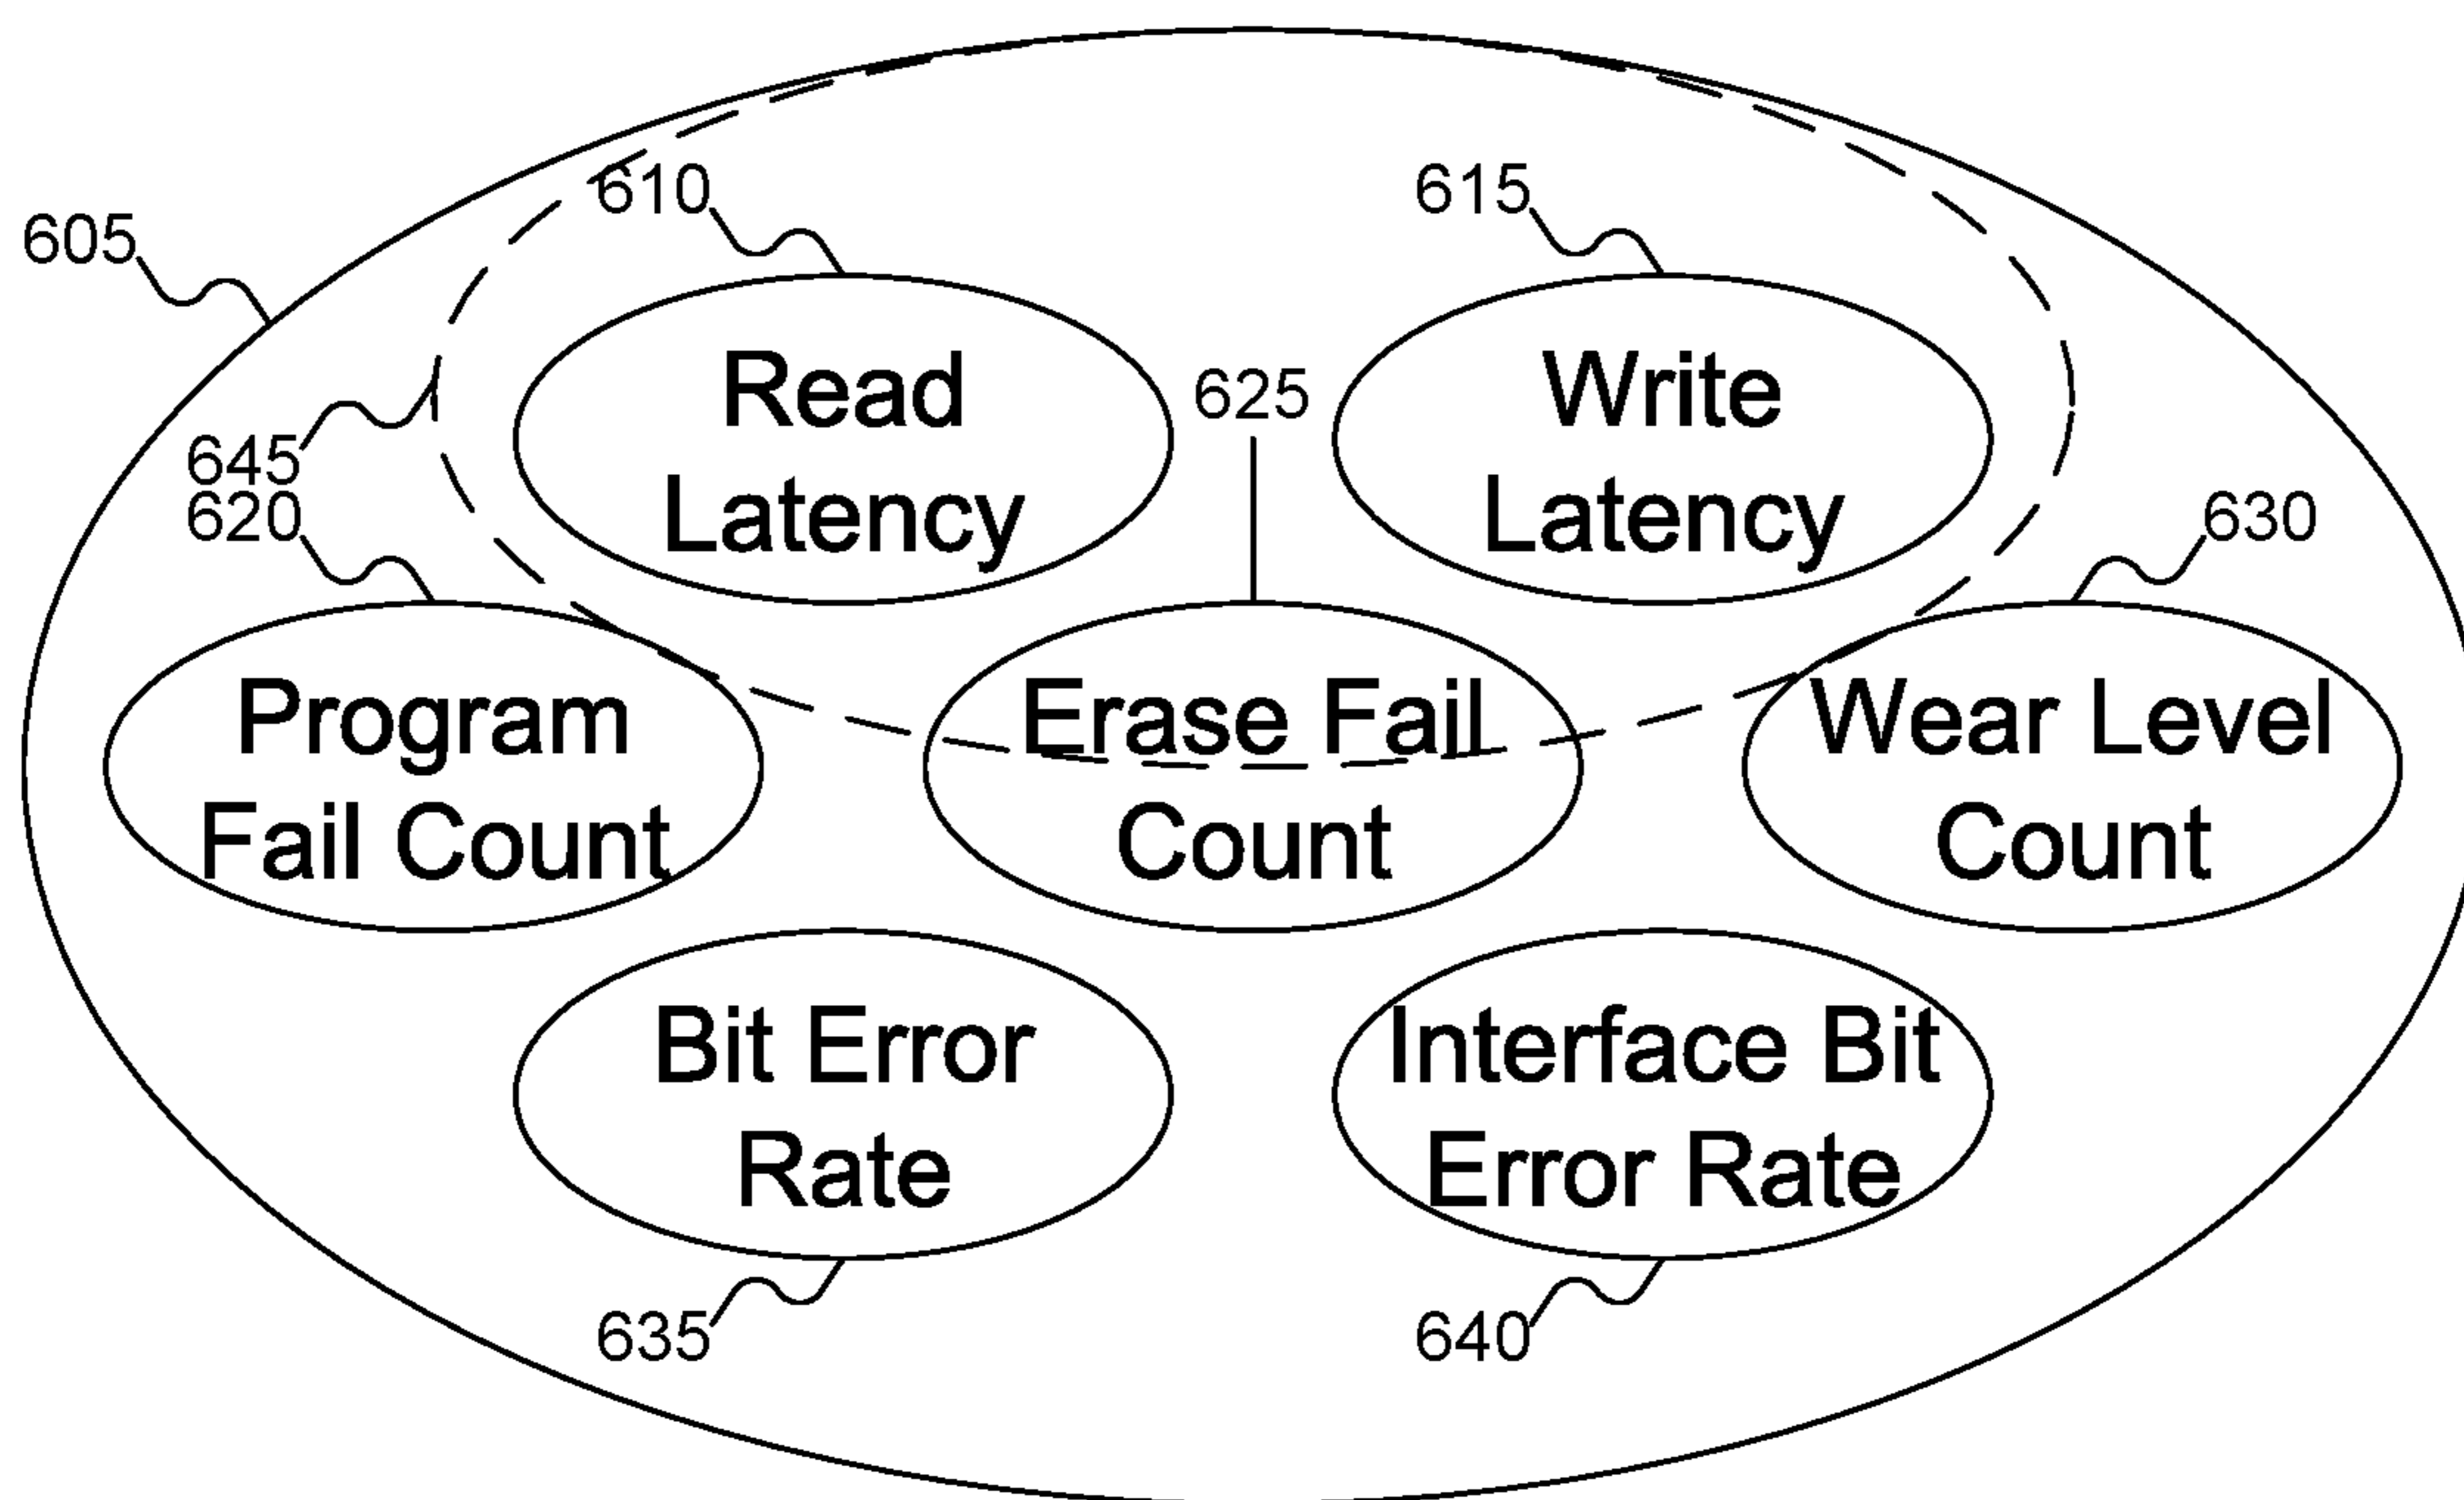 610
615
605
Read
Latency
625
Write
Latency
645
620
630
Program
Fail Count
Erase Fail
Count
Wear Level
Count
Bit Error
Rate
Interface Bit
Error Rate
635
640